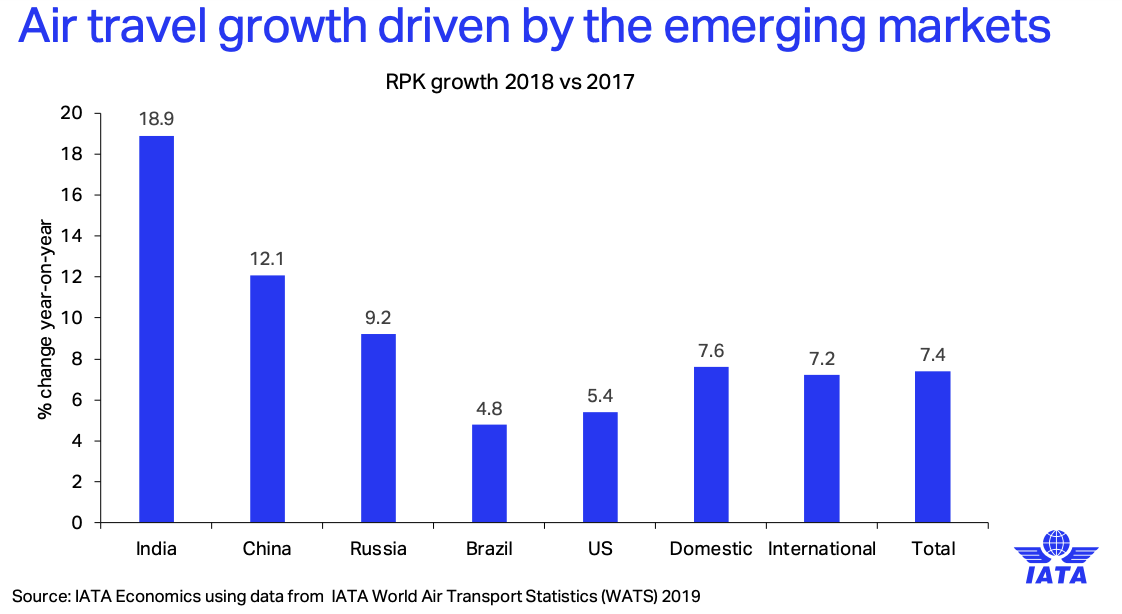 Air travel growth driven by the emerging markets
RPK growth 2018 vs 2017
% change year-on-year
20
18
16
14
12
10
8
6
4
2
0
18.9
12.1
9.2
4.8
5.4
7.6
7.2
7.4
India
China
Russia
Brazil
US
Domestic
International
Total
IATA
Source: IATA Economics using data from IATA World Air Transport Statistics (WATS) 2019